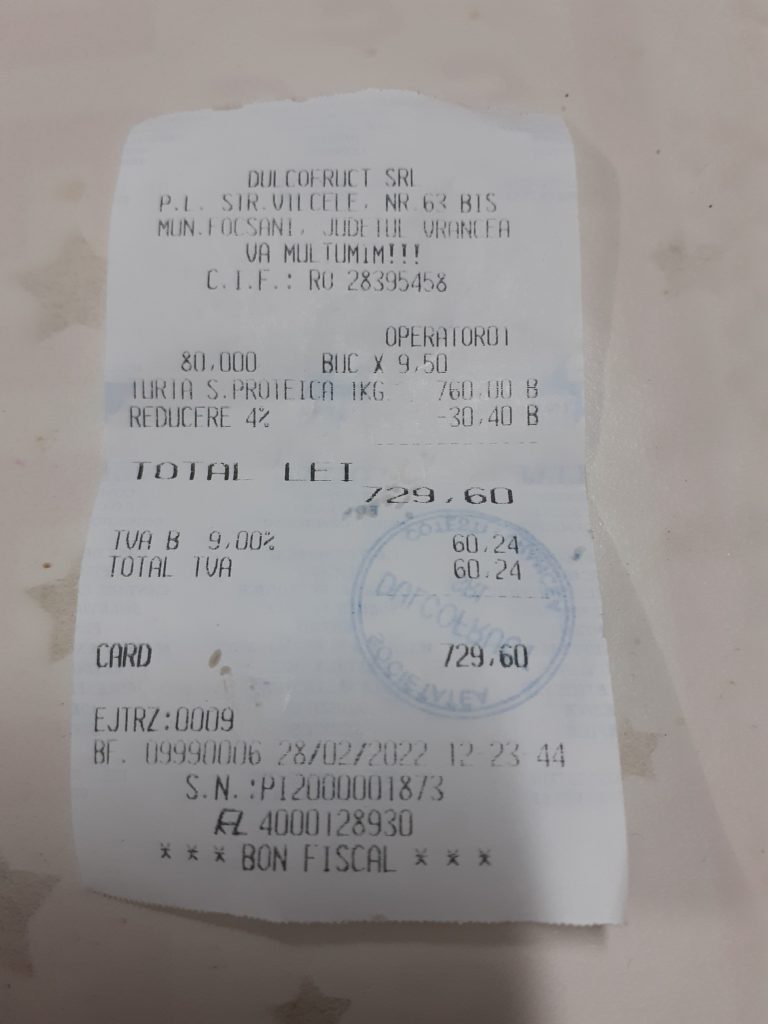 DULCOFRUCT SRL
P.L. STR.VILCELE, NR.63 BIS
MUN.FOCSANI, JUDETUL VRANCEA
VA MULTUMIM!!!
C.I.F.: RO 28395458
OPERATOR01
80,000 BUC X 9,50
S.PROTEICA 1KG. 760,00 B
REDUCERE 4% -30,40 B
TOTAL LEI
729,60
TVA B 9,00% 60,24
TOTAL TVA 60,24
CARD 729,60
EJTRZ:0009
BF. 09990006 28/02/2022 12-23-44
S.N.:PI2000001873
4000128930
* * * BON FISCAL * * *
SOCIETATEA
DULCOFRUCT
SRL